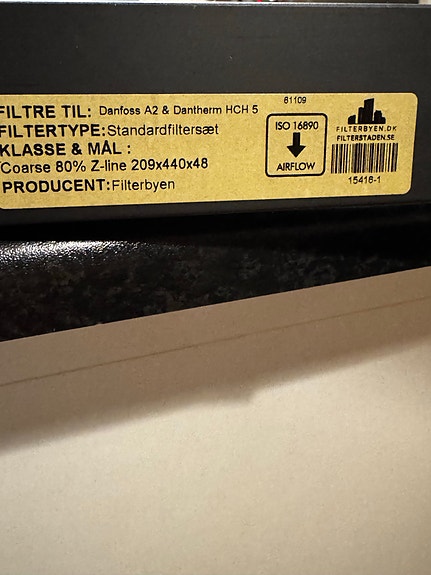 FILTRE TIL: Danfoss A2 & Dantherm HCH 5
FILTERTYPE: Standardfiltersæt
KLASSE & MÅL :
Coarse 80% Z-line 209x440x48
PRODUCENT: Filterbyen
61109
ISO 16890
AIRFLOW
FILTERBYEN.DK
FILTERSTADEN.SE
15416-1